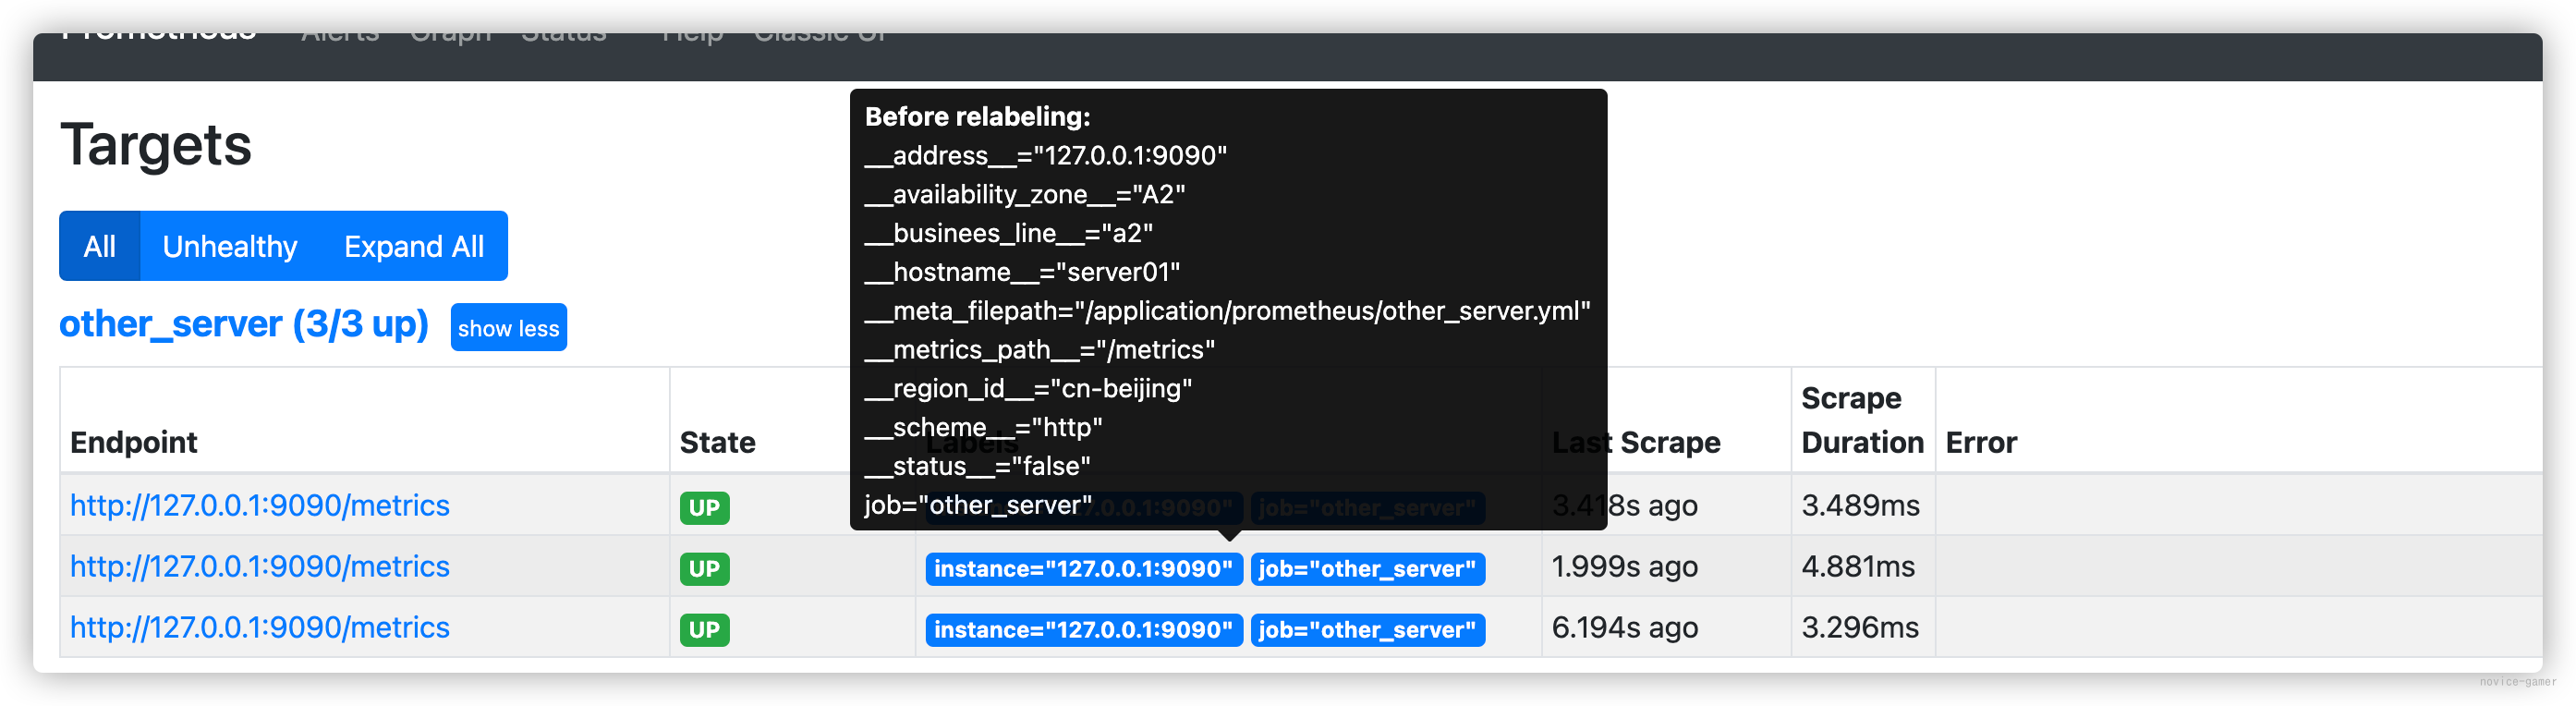 Prometheus Alerts Graph Status Help Classic UI
Targets
All Unhealthy Expand All
other_server (3/3 up) show less
Before relabeling:
__address__="127.0.0.1:9090"
__availability_zone__="A2"
__businees_line__="a2"
__hostname__="server01"
__meta_filepath="/application/prometheus/other_server.yml"
__metrics_path__="/metrics"
__region_id__="cn-beijing"
__scheme__="http"
__status__="false"
job="other_server"
Endpoint State Labels Last Scrape Scrape Duration Error
http://127.0.0.1:9090/metrics UP job="other_server" 3.418s ago 3.489ms
http://127.0.0.1:9090/metrics UP instance="127.0.0.1:9090" job="other_server" 1.999s ago 4.881ms
http://127.0.0.1:9090/metrics UP instance="127.0.0.1:9090" job="other_server" 6.194s ago 3.296ms
novice-gamer